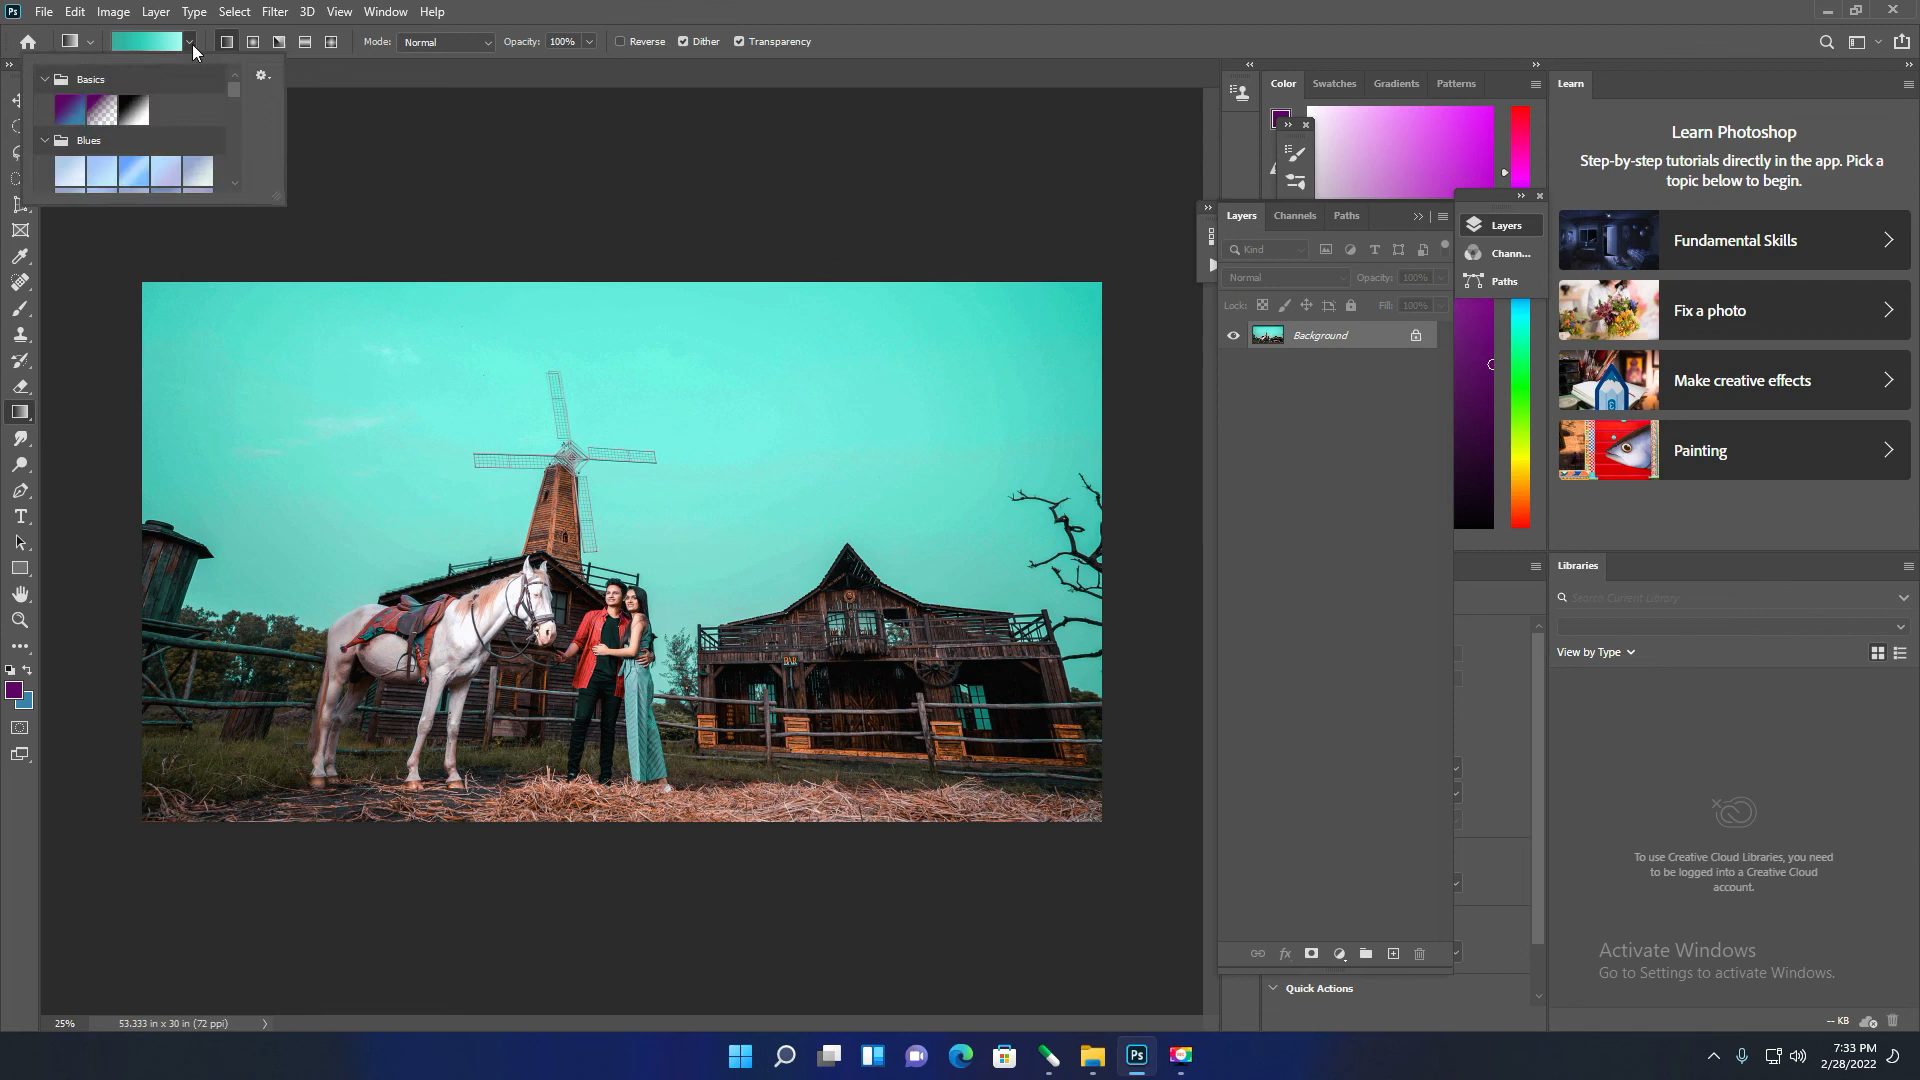 Ps File Edit Image Layer Type Select Filter 3D View Window Help
Mode: Normal Opacity: 100% Reverse Dither Transparency
Basics
Blues
Color Swatches Gradients Patterns
Learn
Learn Photoshop
Step-by-step tutorials directly in the app. Pick a
topic below to begin.
Fundamental Skills
Fix a photo
Make creative effects
Painting
Layers Channels Paths
Kind
Normal Opacity: 100%
Lock: Fill: 100%
Background
Layers
Chann...
Paths
BAR
Libraries
Search Current Library
View by Type
To use Creative Cloud Libraries, you need
to be logged into a Creative Cloud
account.
Activate Windows
Go to Settings to activate Windows.
Quick Actions
-- KB
25% 53.333 in x 30 in (72 ppi)
Ps
7:33 PM
2/28/2022